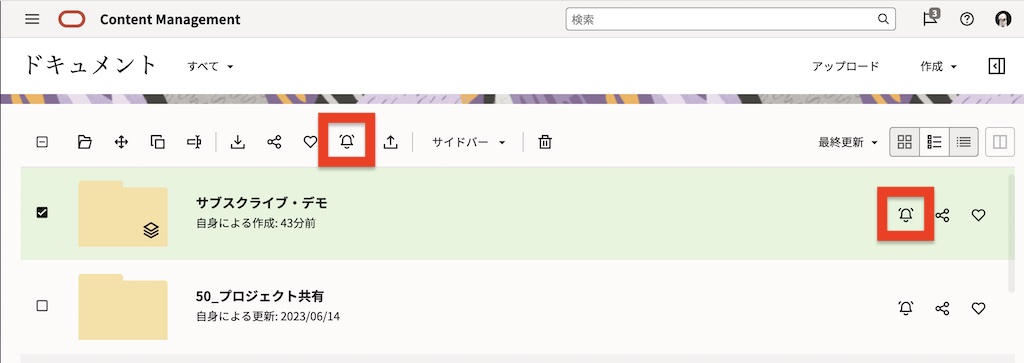 Content Management
検索
3
ドキュメント
すべて
アップロード
作成
サイドバー
最終更新
サブスクライブ・デモ
自身による作成: 43分前
50_プロジェクト共有
自身による更新: 2023/06/14